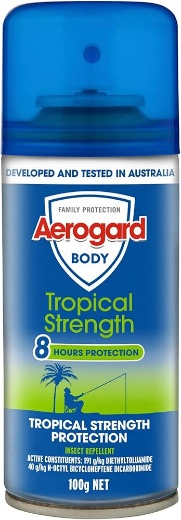 DEVELOPED AND TESTED IN AUSTRALIA
FAMILY PROTECTION
Aerogard
BODY
Tropical
Strength
8 HOURS PROTECTION
TROPICAL STRENGTH
PROTECTION
INSECT REPELLENT
ACTIVE CONSTITUENTS: 191 g/kg DIETHYLTOLUAMIDE
40 g/kg N-OCTYL BICYCLOHEPTENE DICARBOXIMIDE
100g NET